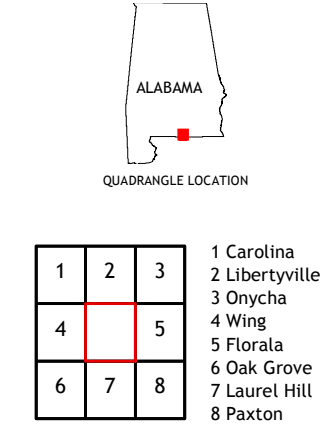 ALABAMA
QUADRANGLE LOCATION
1 2 3
4 5
6 7 8
1 Carolina
2 Libertyville
3 Onycha
4 Wing
5 Florala
6 Oak Grove
7 Laurel Hill
8 Paxton